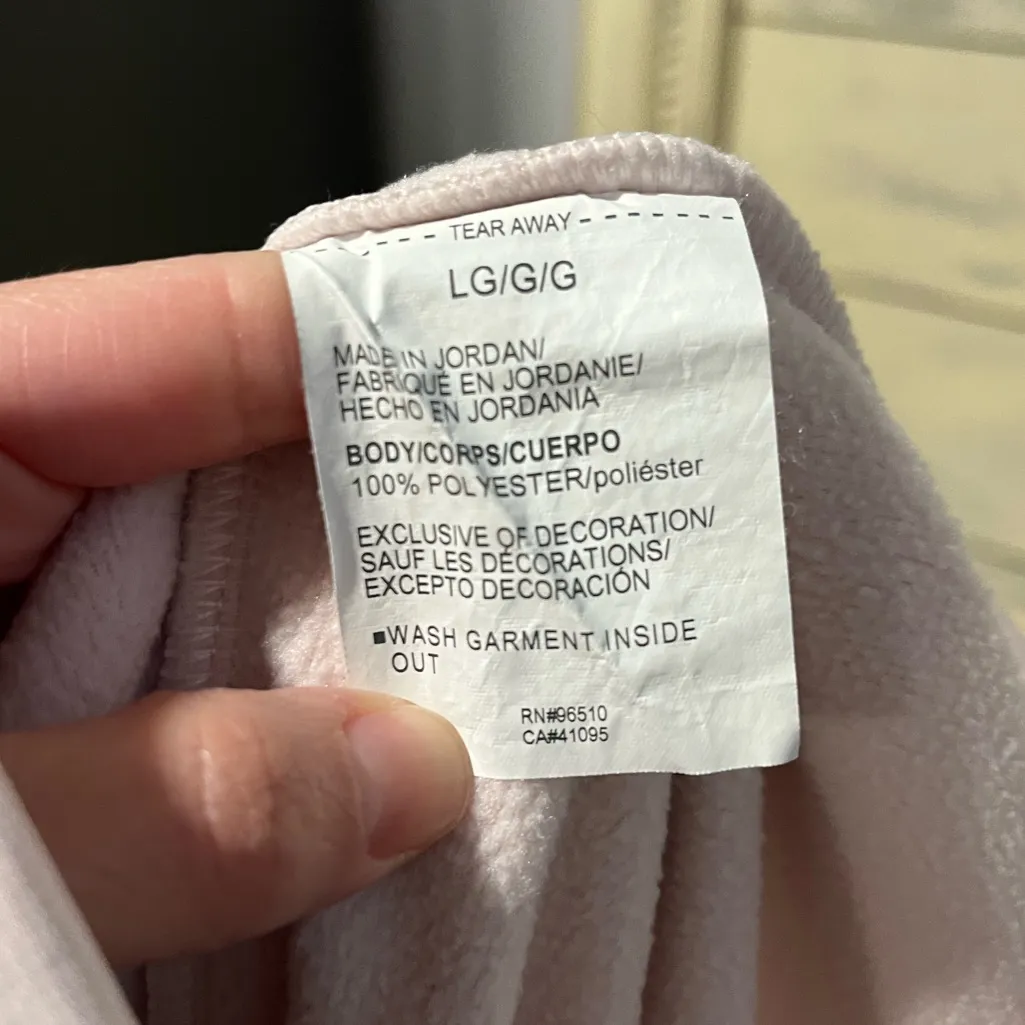 TEAR AWAY
LG/G/G
MADE IN JORDAN/
FABRIQUÉ EN JORDANIE/
HECHO EN JORDANIA
BODY/CORPS/CUERPO
100% POLYESTER/poliéster
EXCLUSIVE OF DECORATION/
SAUF LES DÉCORATIONS/
EXCEPTO DECORACIÓN
■WASH GARMENT INSIDE
OUT
RN#96510
CA#41095